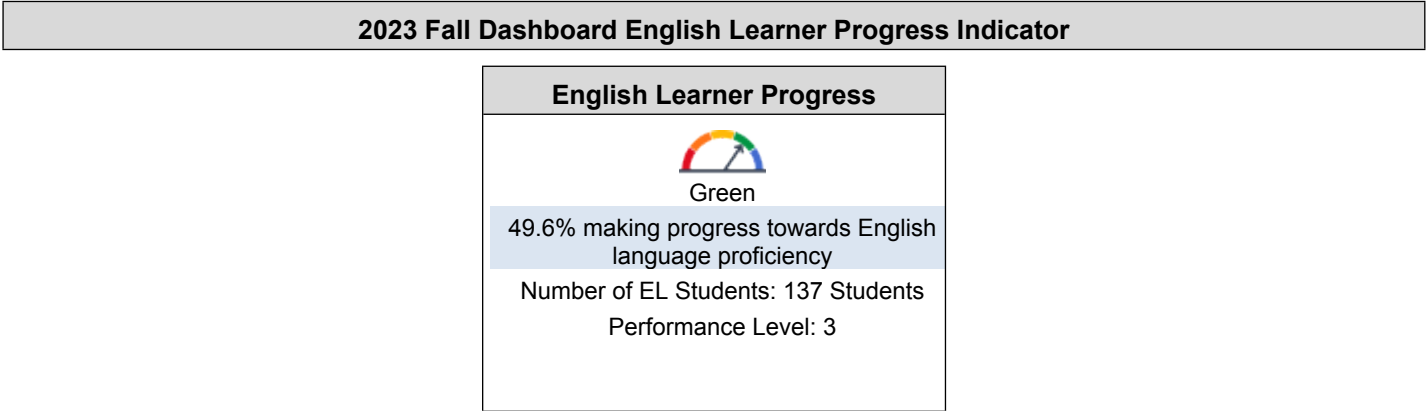 2023 Fall Dashboard English Learner Progress Indicator
English Learner Progress
Green
49.6% making progress towards English
language proficiency
Number of EL Students: 137 Students
Performance Level: 3